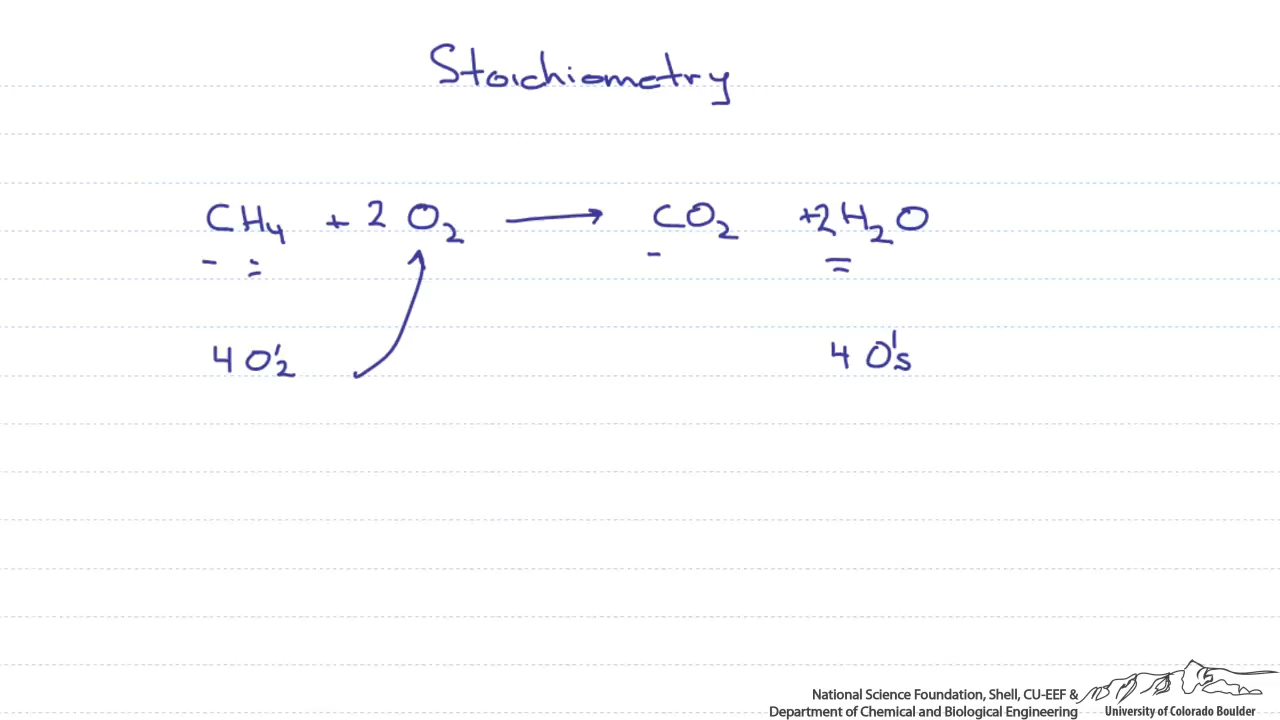 Stoichiometry
CH4 + 2 O2 → CO2 +2H2O
4 O'2 4 O's
National Science Foundation, Shell, CU-EEF &
Department of Chemical and Biological Engineering
University of Colorado Boulder